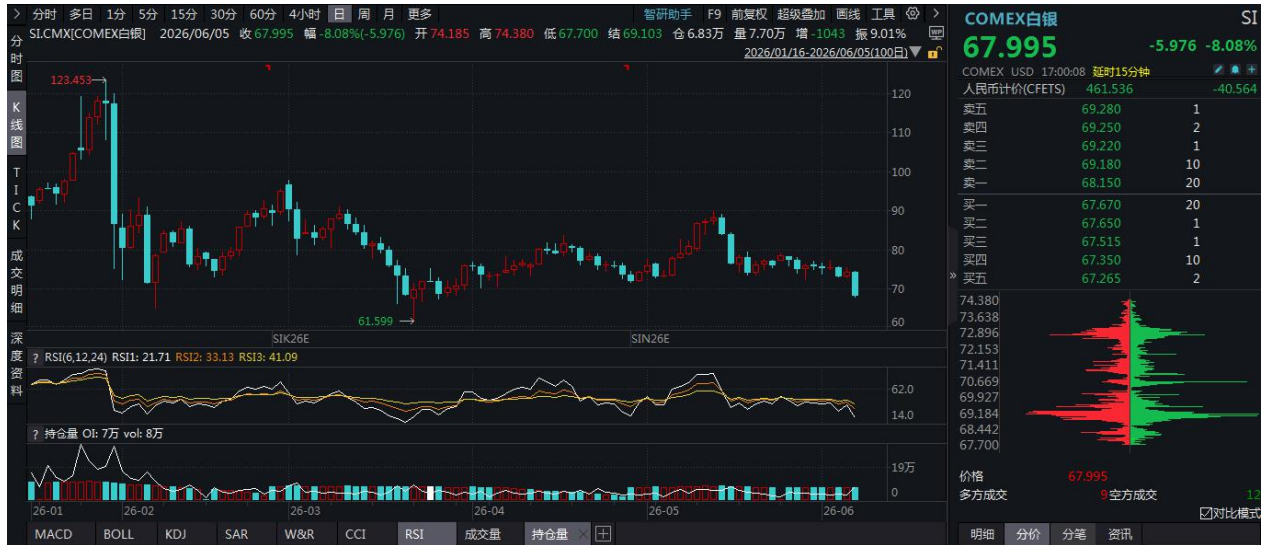 分时 多日 1分 5分 15分 30分 60分 4小时 日 周 月 更多 智研助手 F9 前复权 超级叠加 画线 工具
SI.CMX[COMEX白银] 2026/06/05 收67.995 幅-8.08%(-5.976) 开74.185 高74.380 低67.700 结69.103 仓6.83万 量7.70万 增-1043 振9.01%
2026/01/16-2026/06/05(100日)
分时图
K线图
TICK
成交明细
深度资料
123.453
120
110
100
90
80
70
61.599
60
SIK26E SIN26E
? RSI(6,12,24) RSI1: 21.71 RSI2: 33.13 RSI3: 41.09
62.0
14.0
? 持仓量 OI: 7万 vol: 8万
19万
0
26-01 26-02 26-03 26-04 26-05 26-06
MACD BOLL KDJ SAR W&R CCI RSI 成交量 持仓量
COMEX白银 SI
67.995 -5.976 -8.08%
COMEX USD 17:00:08 延时15分钟
人民币计价(CFETS) 461.536 -40.564
卖五 69.280 1
卖四 69.250 2
卖三 69.220 1
卖二 69.180 10
卖一 68.150 20
买一 67.670 20
买二 67.650 1
买三 67.515 1
买四 67.350 10
买五 67.265 2
74.380
73.638
72.896
72.153
71.411
70.669
69.927
69.184
68.442
67.700
价格 67.995
多方成交 9 空方成交 12
对比模式
明细 分价 分笔 资讯